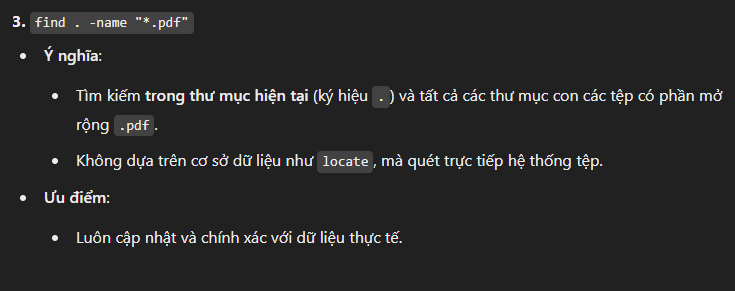 3. find . -name "*.pdf"
• Ý nghĩa:
• Tìm kiếm trong thư mục hiện tại (ký hiệu .) và tất cả các thư mục con các tệp có phần mở
rộng .pdf.
• Không dựa trên cơ sở dữ liệu như locate, mà quét trực tiếp hệ thống tệp.
• Ưu điểm:
• Luôn cập nhật và chính xác với dữ liệu thực tế.